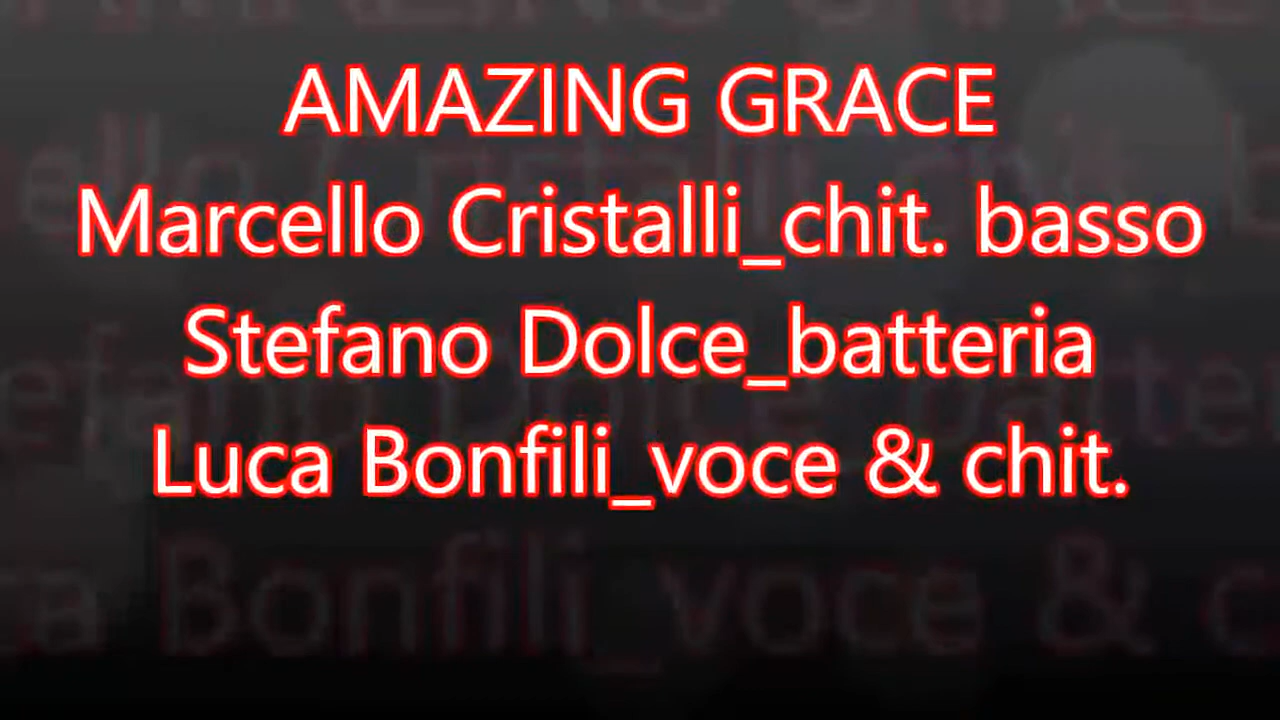 AMAZING GRACE
Marcello Cristalli_chit. basso
Stefano Dolce_batteria
Luca Bonfili_voce & chit.